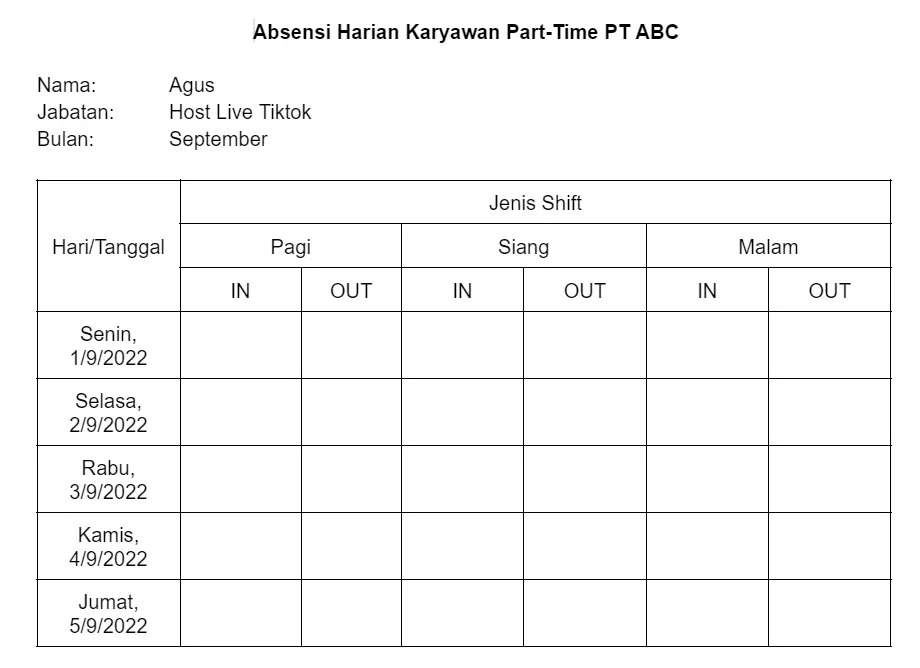 Absensi Harian Karyawan Part-Time PT ABC
Nama: Agus
Jabatan: Host Live Tiktok
Bulan: September
Hari/Tanggal
Jenis Shift
Pagi Siang Malam
IN OUT IN OUT IN OUT
Senin,
1/9/2022
Selasa,
2/9/2022
Rabu,
3/9/2022
Kamis,
4/9/2022
Jumat,
5/9/2022